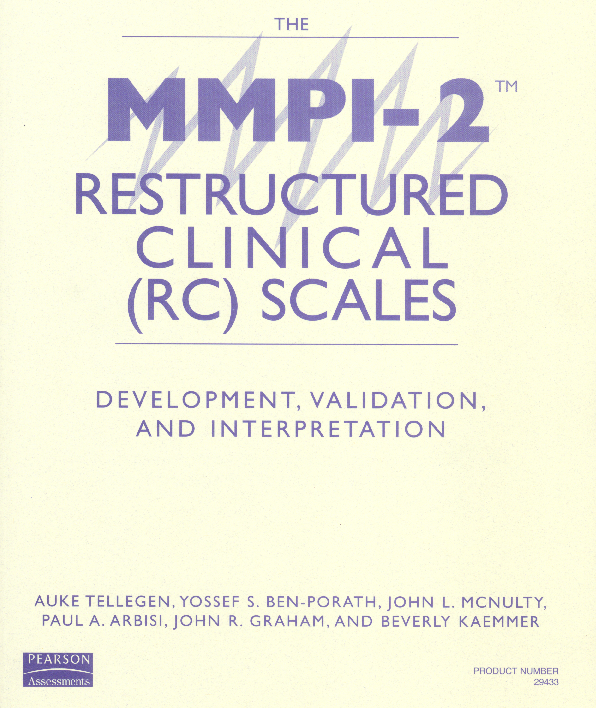 THE
MMPI-2™
RESTRUCTURED
CLINICAL
(RC) SCALES
DEVELOPMENT, VALIDATION,
AND INTERPRETATION
AUKE TELLEGEN, YOSSEF S. BEN-PORATH, JOHN L. MCNULTY,
PAUL A. ARBISI, JOHN R. GRAHAM, AND BEVERLY KAEMMER
PEARSON
Assessments
PRODUCT NUMBER
29433